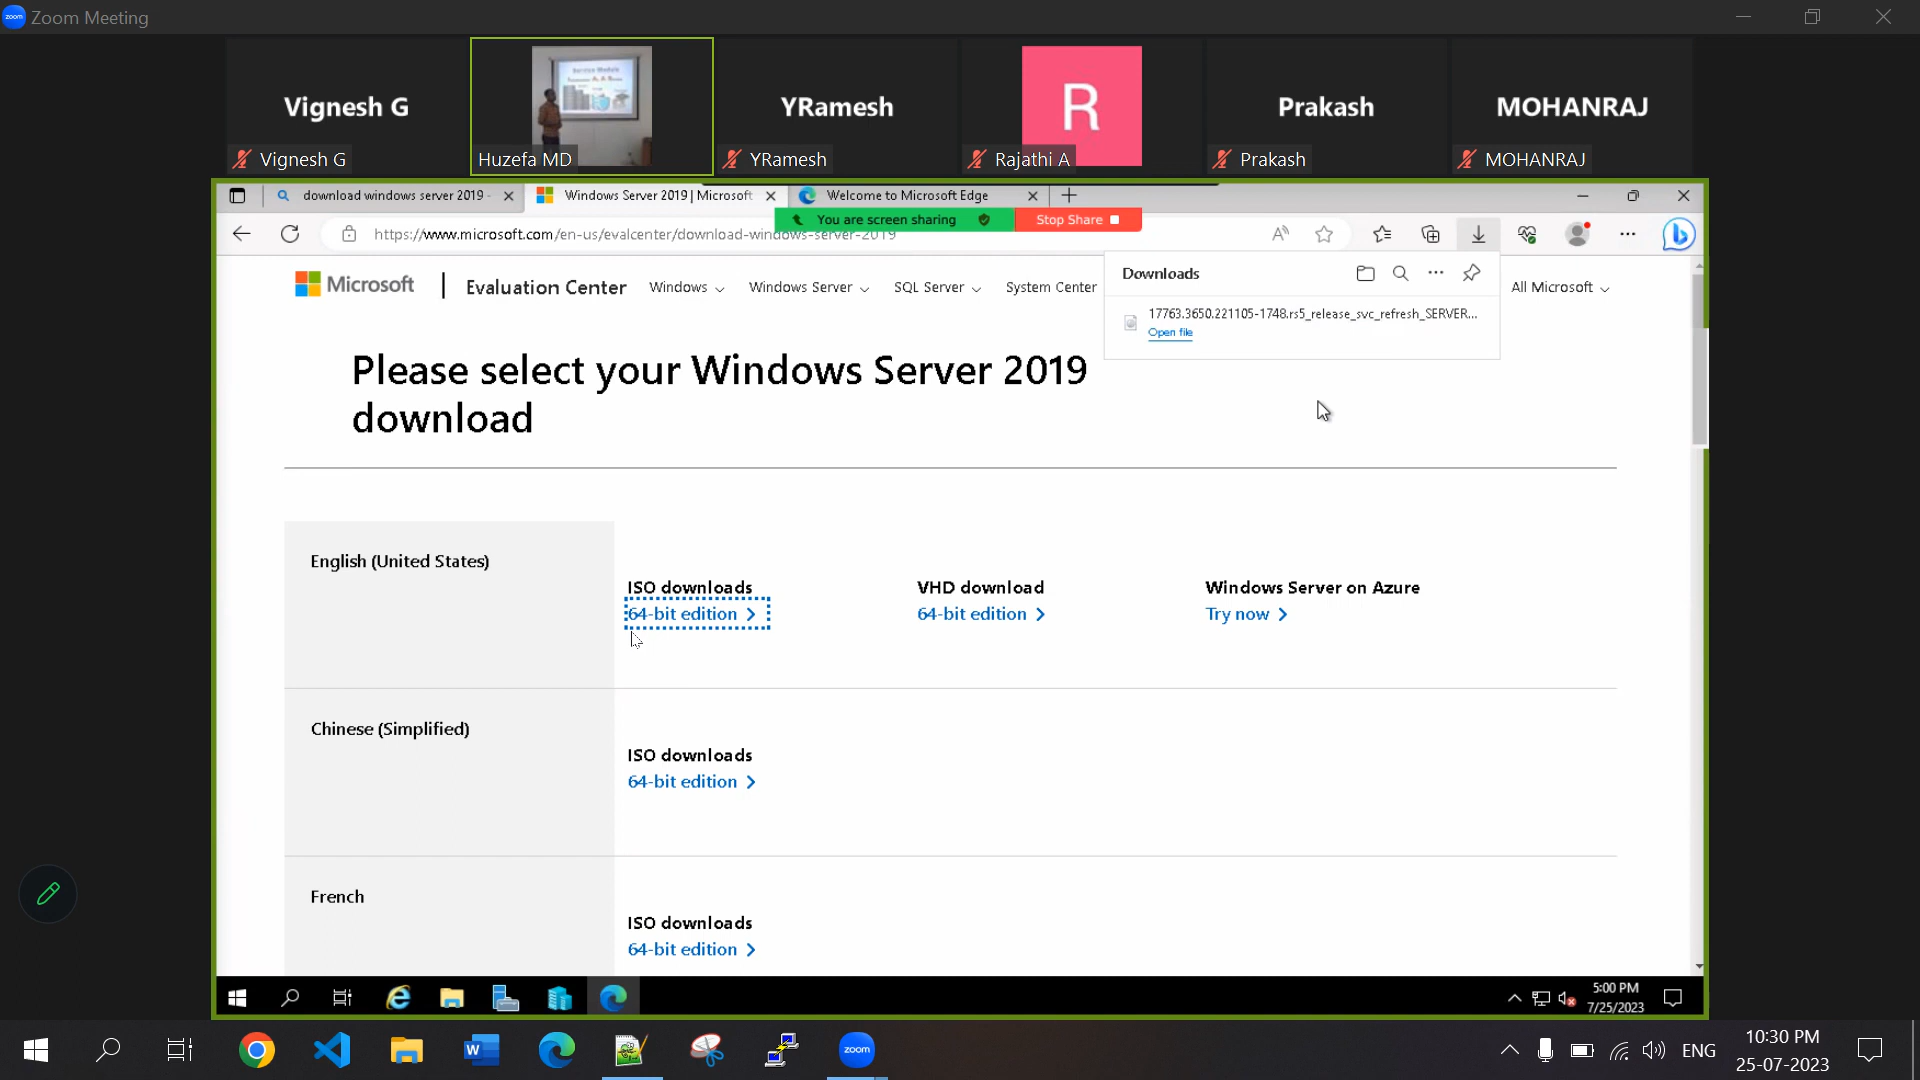 zoom Zoom Meeting
Vignesh G
YRamesh
R
Prakash
MOHANRAJ
Service Module
Vignesh G
Huzefa MD
YRamesh
Rajathi A
Prakash
MOHANRAJ
download windows server 2019 -
Windows Server 2019 | Microsoft
Welcome to Microsoft Edge
You are screen sharing
Stop Share
https://www.microsoft.com/en-us/evalcenter/download-windows-server-2019
Microsoft
Evaluation Center
Windows
Windows Server
SQL Server
System Center
All Microsoft
Downloads
17763.3650.221105-1748.rs5_release_svc_refresh_SERVER...
Open file
Please select your Windows Server 2019
download
English (United States)
ISO downloads
64-bit edition
VHD download
64-bit edition
Windows Server on Azure
Try now
Chinese (Simplified)
ISO downloads
64-bit edition
French
ISO downloads
64-bit edition
5:00 PM
7/25/2023
zoom
ENG
10:30 PM
25-07-2023